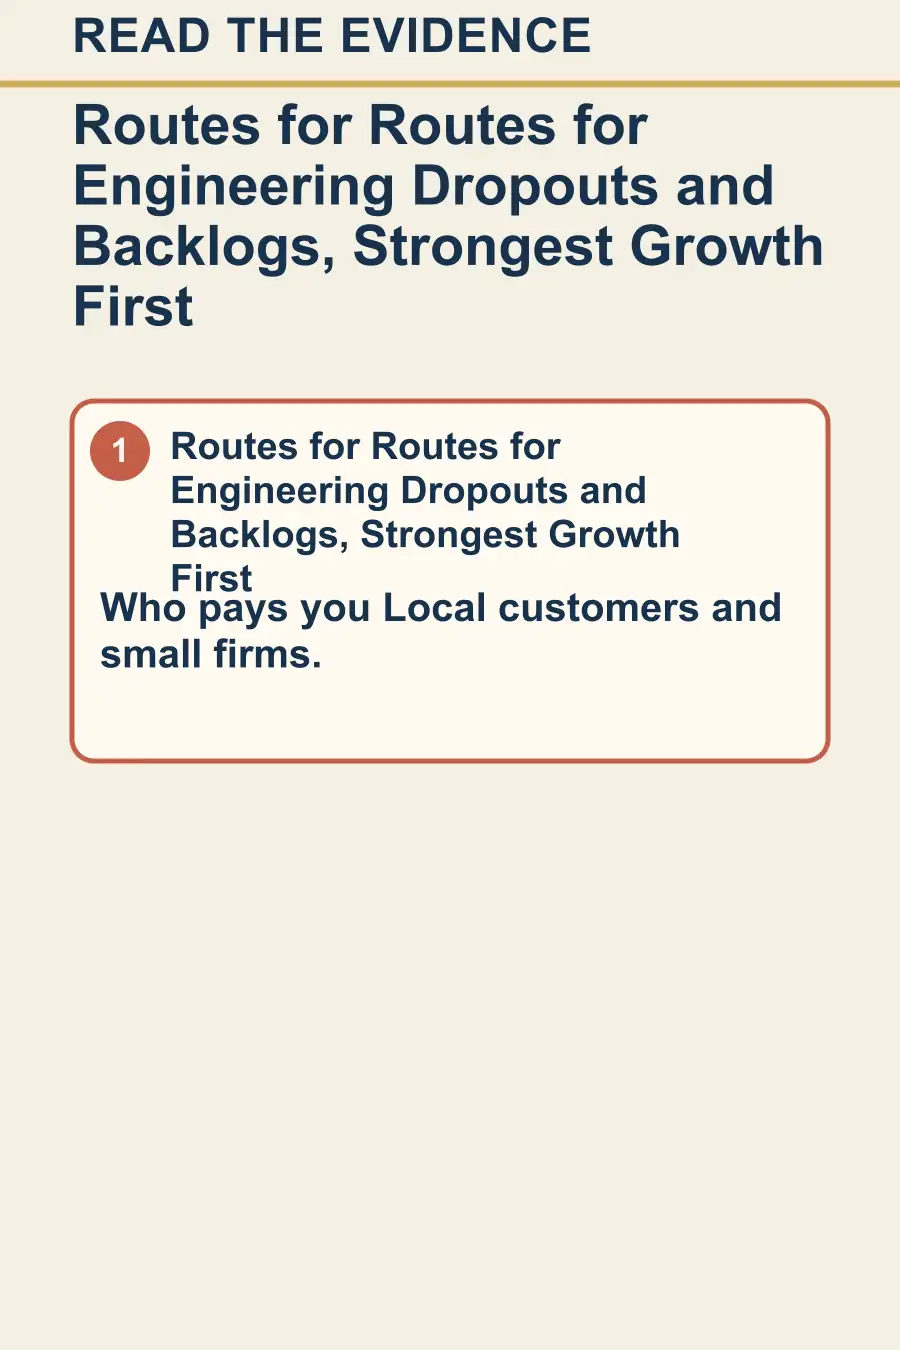 READ THE EVIDENCE
Routes for Routes for
Engineering Dropouts and
Backlogs, Strongest Growth
First
1
Routes for Routes for
Engineering Dropouts and
Backlogs, Strongest Growth
First
Who pays you Local customers and
small firms.